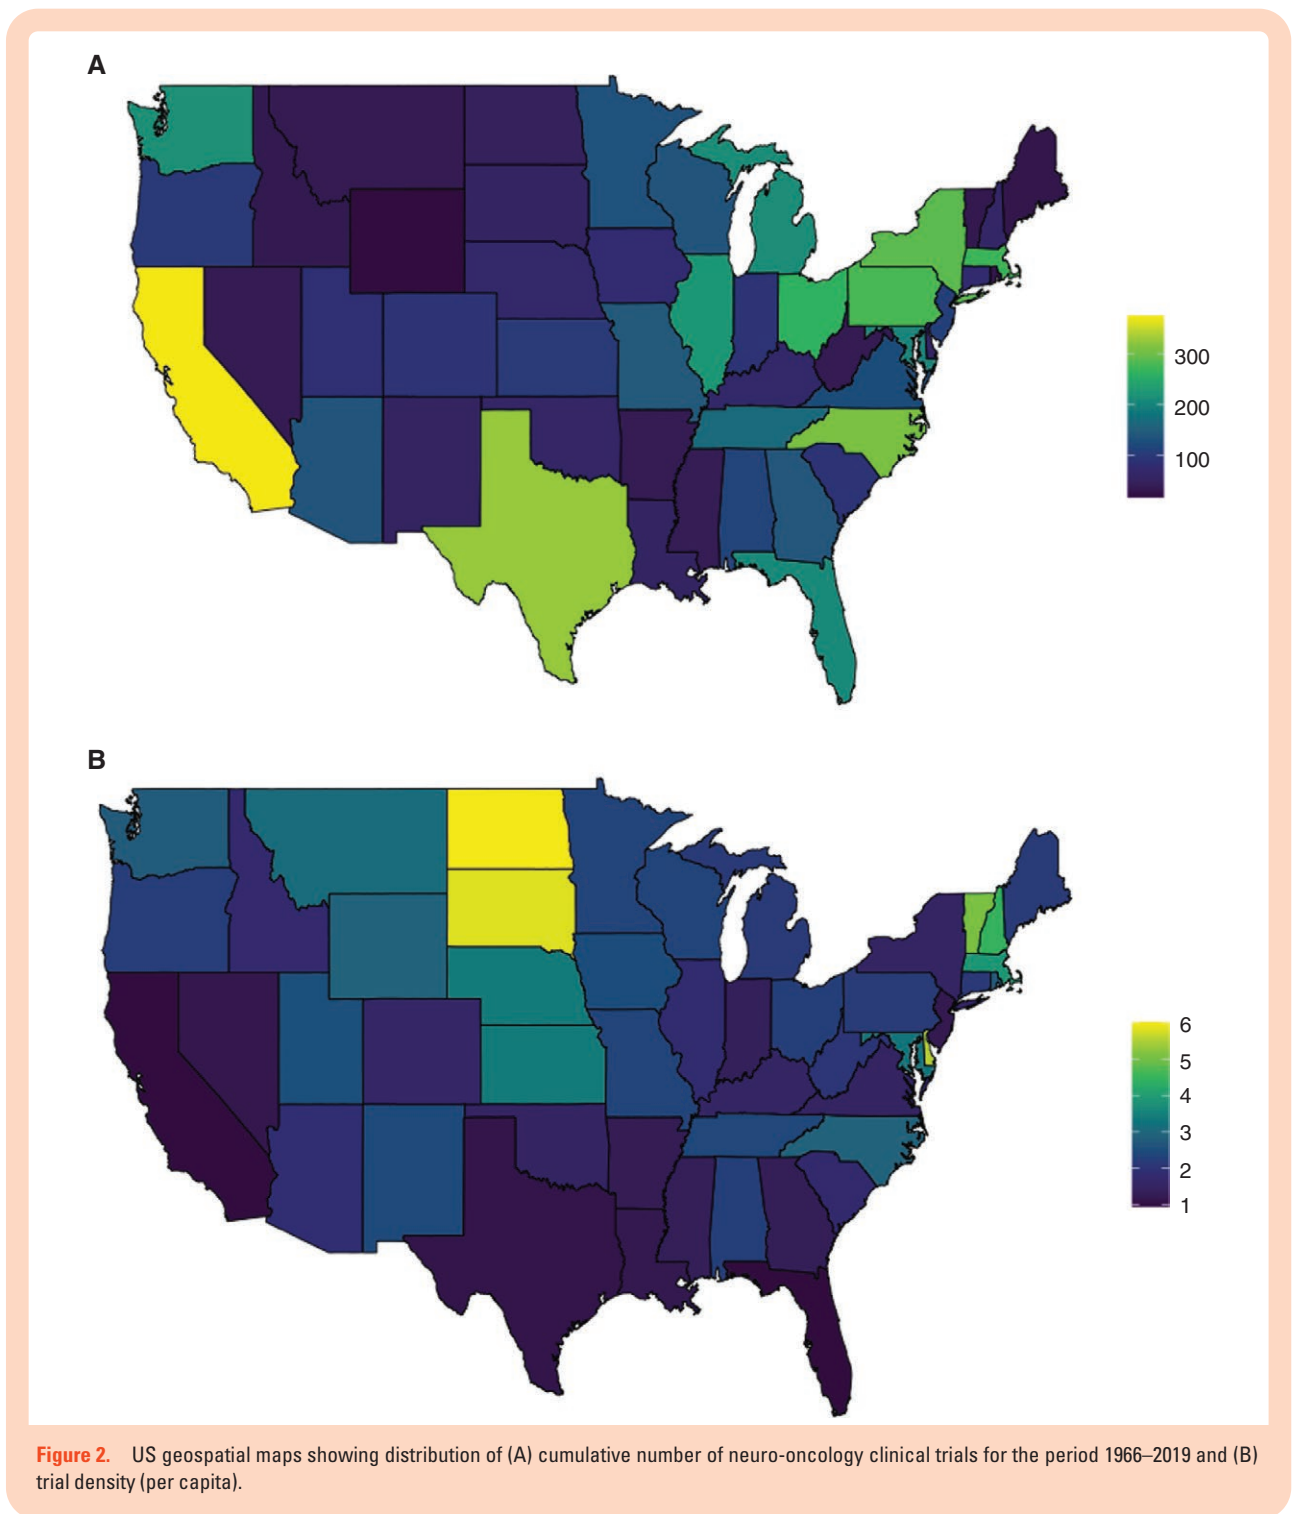 A
300
200
100
B
6
5
4
3
2
1
Figure 2. US geospatial maps showing distribution of (A) cumulative number of neuro-oncology clinical trials for the period 1966–2019 and (B)
trial density (per capita).